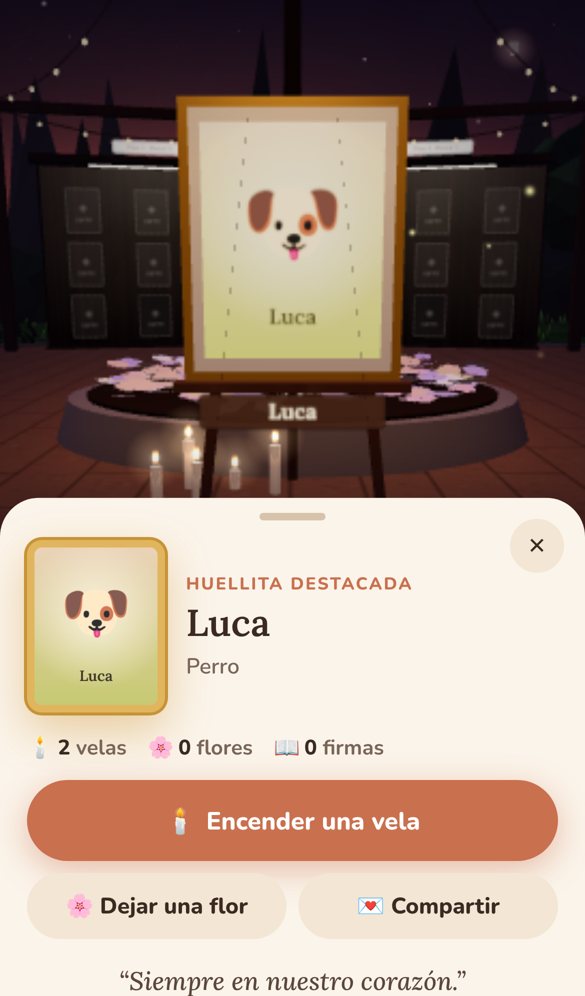 Luca
Luca
HUELLITA DESTACADA
Luca
Perro
Luca
2 velas 0 flores 0 firmas
Encender una vela
Dejar una flor Compartir
“Siempre en nuestro corazón.”